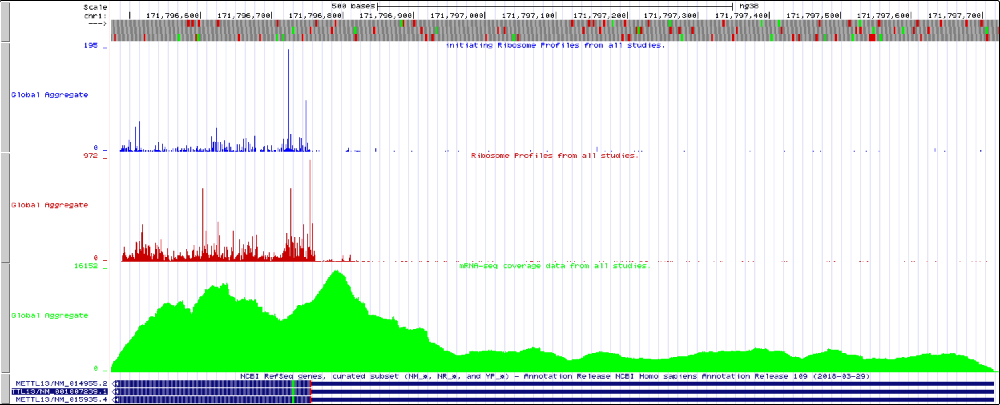 Scale 500 bases hg38
chr1: 171,796,600 171,796,700 171,796,800 171,796,900 171,797,000 171,797,100 171,797,200 171,797,300 171,797,400 171,797,500 171,797,600 171,797,700
--->
195 _ initiating Ribosome Profiles from all studies.
Global Aggregate
0 _
972 _ Ribosome Profiles from all studies.
Global Aggregate
0 _
16152 _ mRNA-seq coverage data from all studies.
Global Aggregate
0 _
NCBI RefSeq genes, curated subset (NM_*, NR_*, and YP_*) - Annotation Release NCBI Homo sapiens Annotation Release 109 (2018-03-29)
METTL13/NM_014955.2
TTL13/NM_001007239.1
METTL13/NM_015935.4